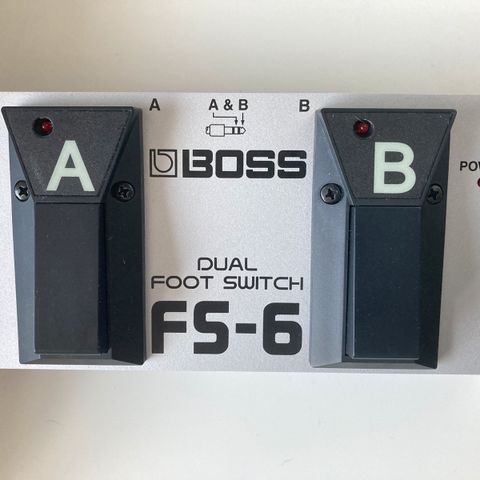 A A & B B
A
B
BOSS
DUAL
FOOT SWITCH
FS-6